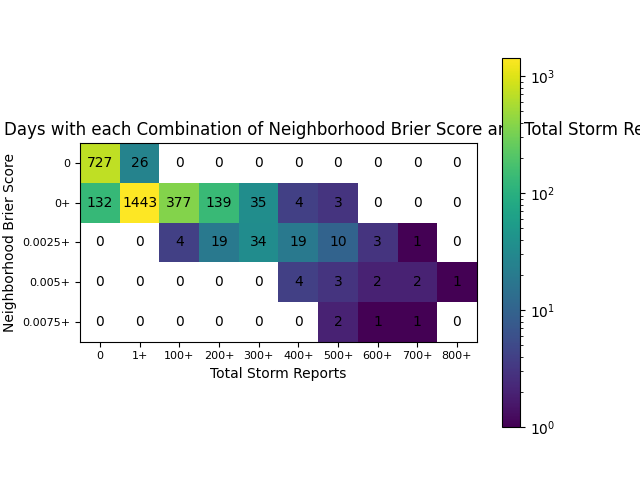 Days with each Combination of Neighborhood Brier Score an Total Storm Re
Neighborhood Brier Score
0 727 26 0 0 0 0 0 0 0 0
0+ 132 1443 377 139 35 4 3 0 0 0
0.0025+ 0 0 4 19 34 19 10 3 1 0
0.005+ 0 0 0 0 0 4 3 2 2 1
0.0075+ 0 0 0 0 0 0 2 1 1 0
0 1+ 100+ 200+ 300+ 400+ 500+ 600+ 700+ 800+
Total Storm Reports
10³
10²
10¹
10⁰